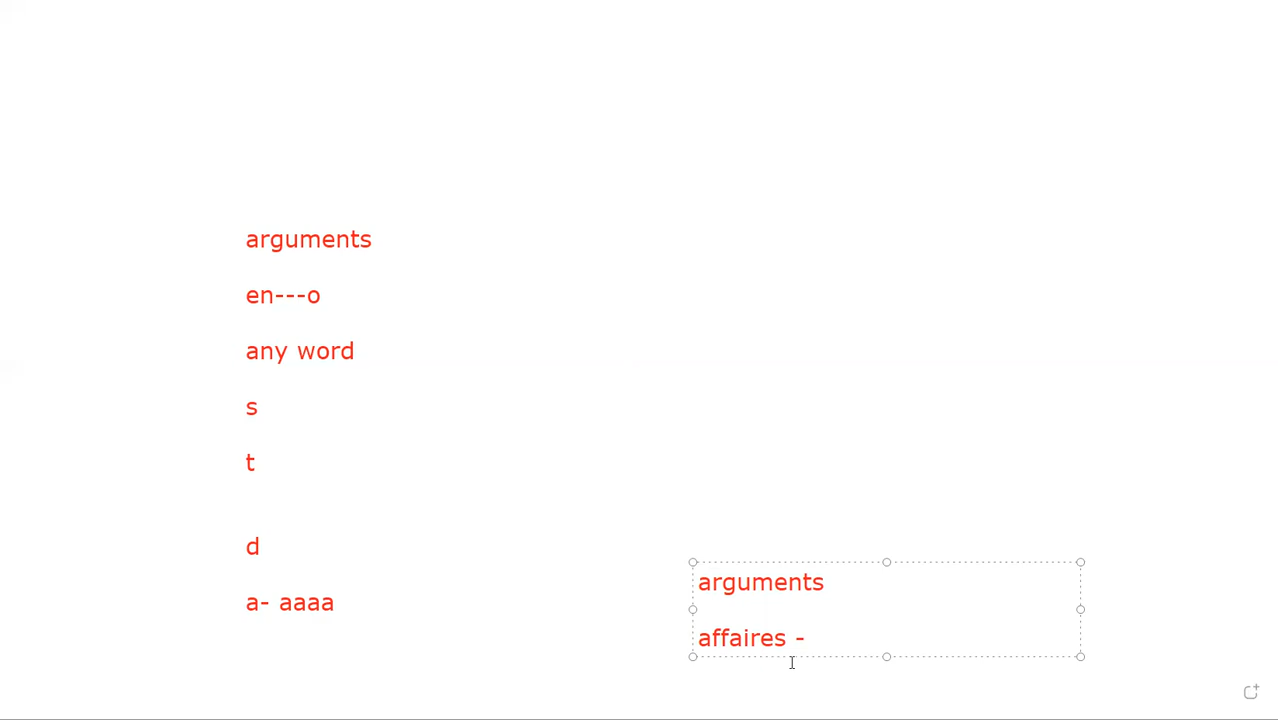 arguments
en---o
any word
s
t
d
a- aaaa
arguments
affaires -